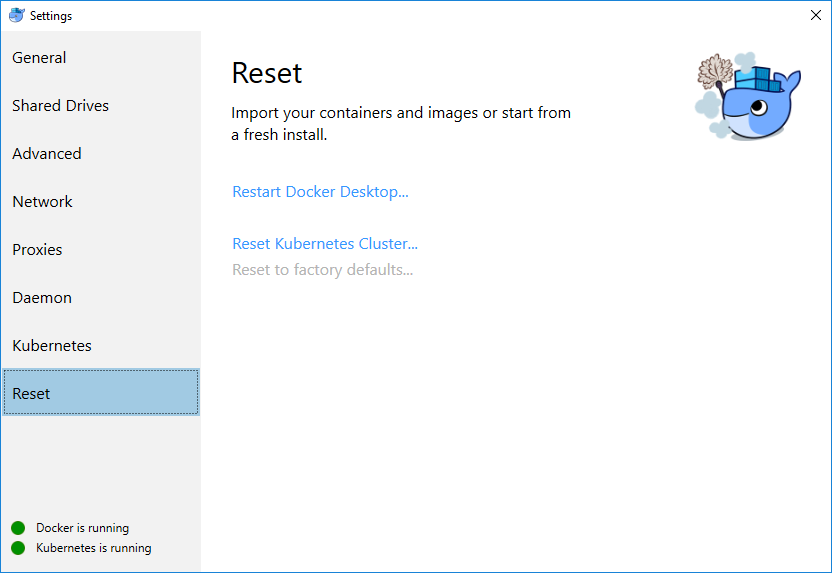 Settings
General
Shared Drives
Advanced
Network
Proxies
Daemon
Kubernetes
Reset
Docker is running
Kubernetes is running
Reset
Import your containers and images or start from
a fresh install.
Restart Docker Desktop...
Reset Kubernetes Cluster...
Reset to factory defaults...